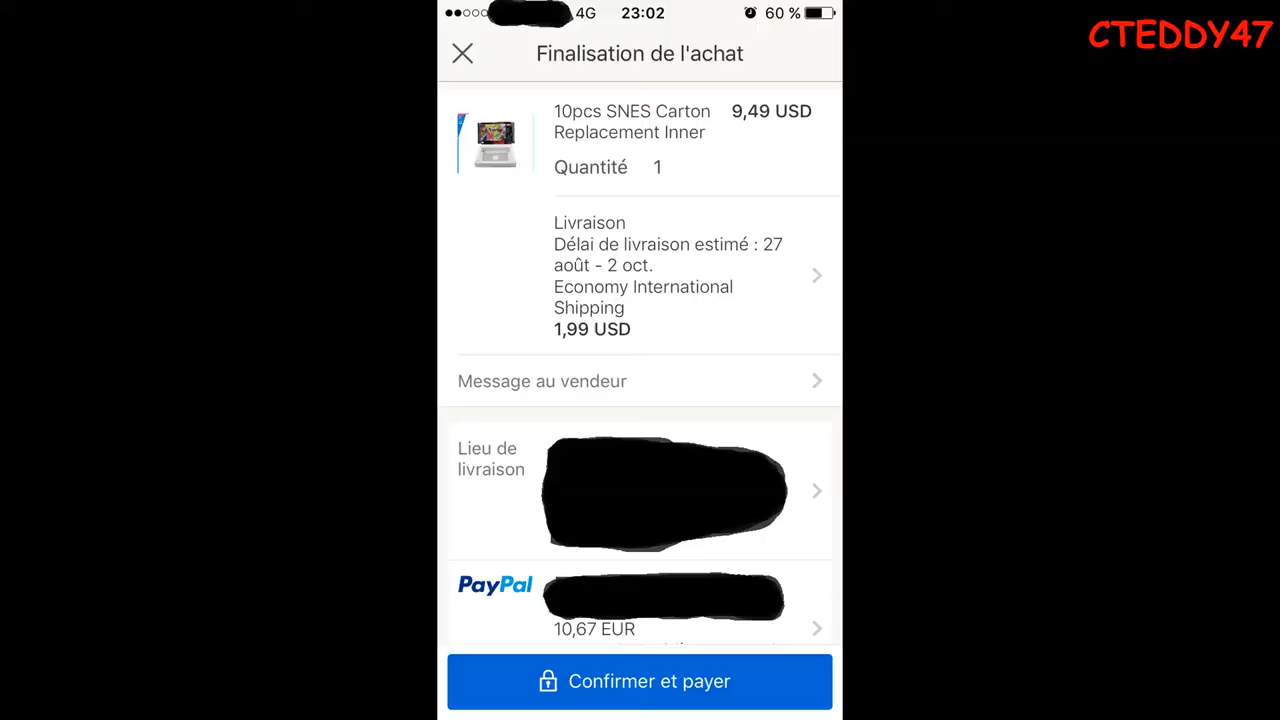 CTEDDY47
4G 23:02 60 %
Finalisation de l'achat
10pcs SNES Carton 9,49 USD
Replacement Inner
Quantité 1
Livraison
Délai de livraison estimé : 27
août - 2 oct.
Economy International
Shipping
1,99 USD
Message au vendeur
Lieu de
livraison
PayPal
10,67 EUR
Confirmer et payer